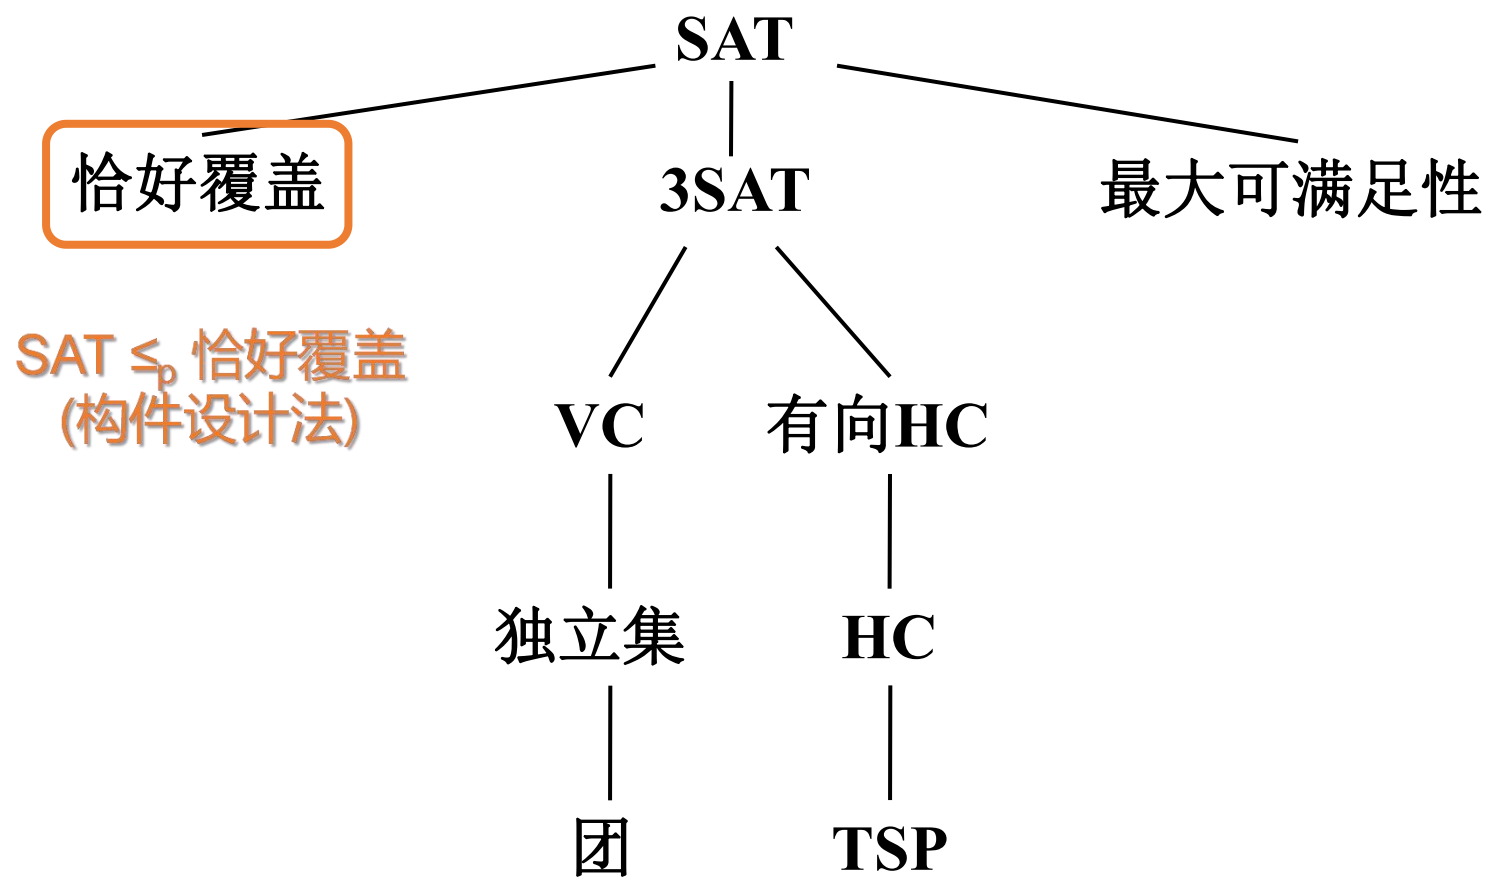 SAT
恰好覆盖
3SAT
最大可满足性
SAT ≤p 恰好覆盖
(构件设计法)
VC
有向HC
独立集
HC
团
TSP